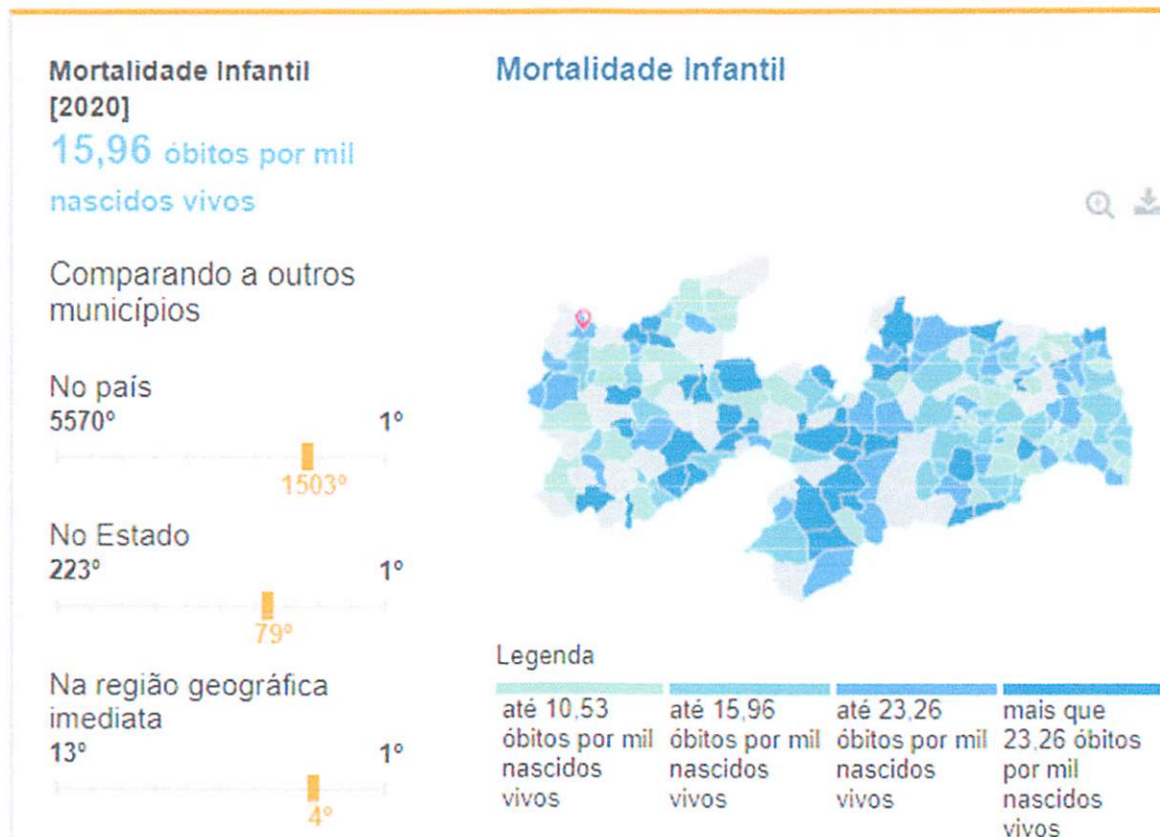 Mortalidade Infantil
[2020]
15,96 óbitos por mil
nascidos vivos
Comparando a outros
municípios
No país
5570º 1º
1503º
No Estado
223º 1º
79º
Na região geográfica
imediata
13º 1º
4º
Mortalidade Infantil
Legenda
até 10,53
óbitos por mil
nascidos
vivos
até 15,96
óbitos por mil
nascidos
vivos
até 23,26
óbitos por mil
nascidos
vivos
mais que
23,26 óbitos
por mil
nascidos
vivos